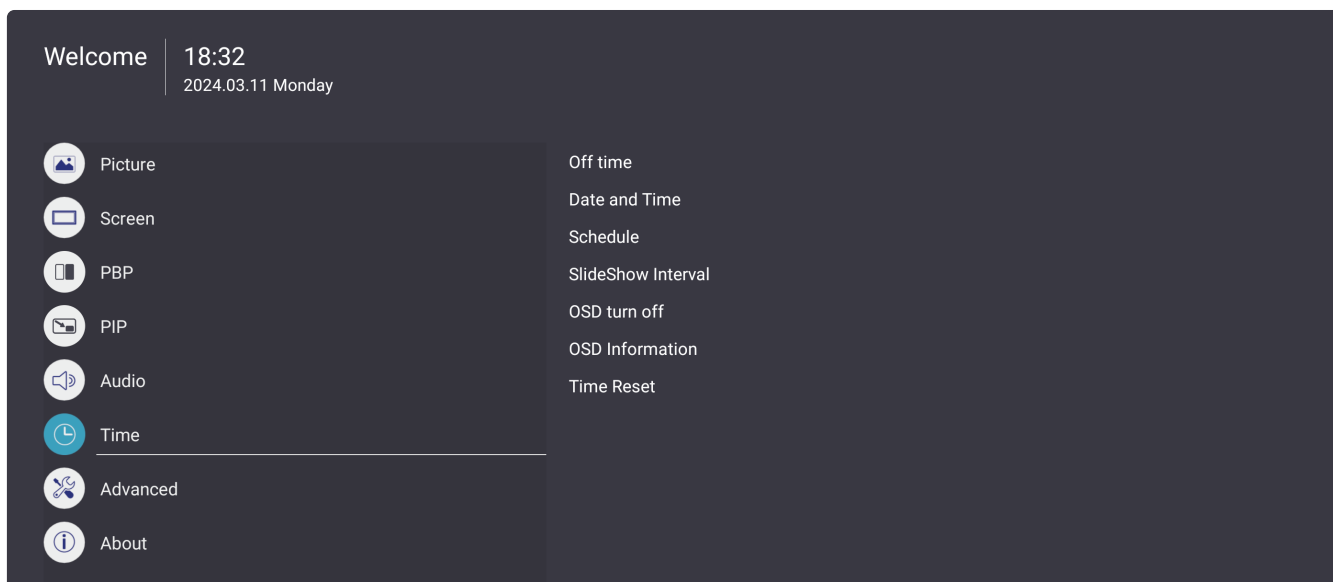 Welcome
18:32
2024.03.11 Monday
Picture
Screen
PBP
PIP
Audio
Time
Advanced
About
Off time
Date and Time
Schedule
SlideShow Interval
OSD turn off
OSD Information
Time Reset